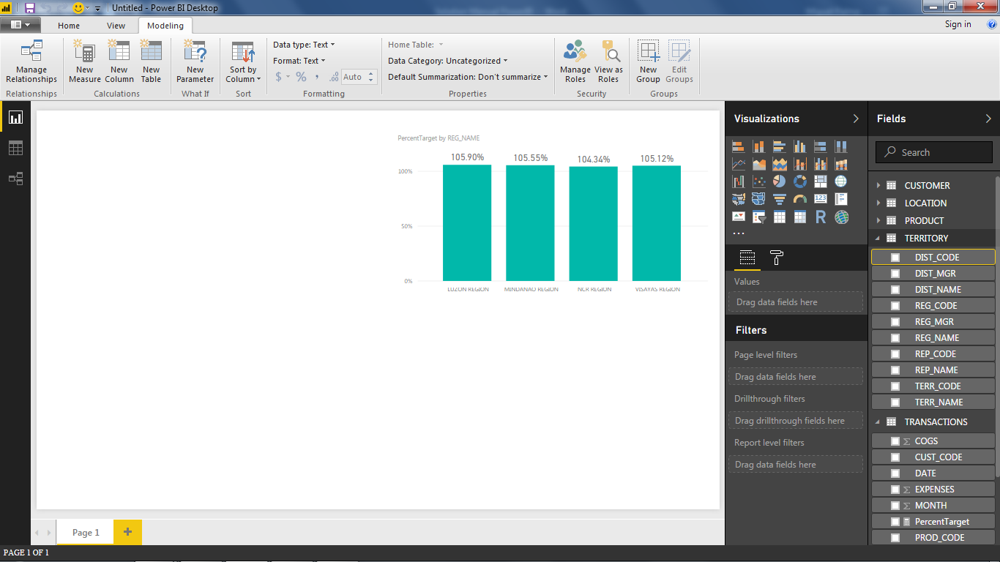 Untitled - Power BI Desktop
Home View Modeling Sign in
Manage Relationships
New Measure
New Column
New Table
New Parameter
Sort by Column
Data type: Text
Format: Text
$ % , .00 Auto
Home Table:
Data Category: Uncategorized
Default Summarization: Don't summarize
Manage Roles
View as Roles
New Group
Edit Groups
Relationships Calculations What If Sort Formatting Properties Security Groups
PercentTarget by REG_NAME
105.90% 105.55% 104.34% 105.12%
100%
50%
0%
LUZON REGION MINDANAO REGION NCR REGION VISAYAS REGION
Page 1
PAGE 1 OF 1
Visualizations
123
R
Values
Drag data fields here
Filters
Page level filters
Drag data fields here
Drillthrough filters
Drag drillthrough fields here
Report level filters
Drag data fields here
Fields
Search
CUSTOMER
LOCATION
PRODUCT
TERRITORY
DIST_CODE
DIST_MGR
DIST_NAME
REG_CODE
REG_MGR
REG_NAME
REP_CODE
REP_NAME
TERR_CODE
TERR_NAME
TRANSACTIONS
COGS
CUST_CODE
DATE
EXPENSES
MONTH
PercentTarget
PROD_CODE